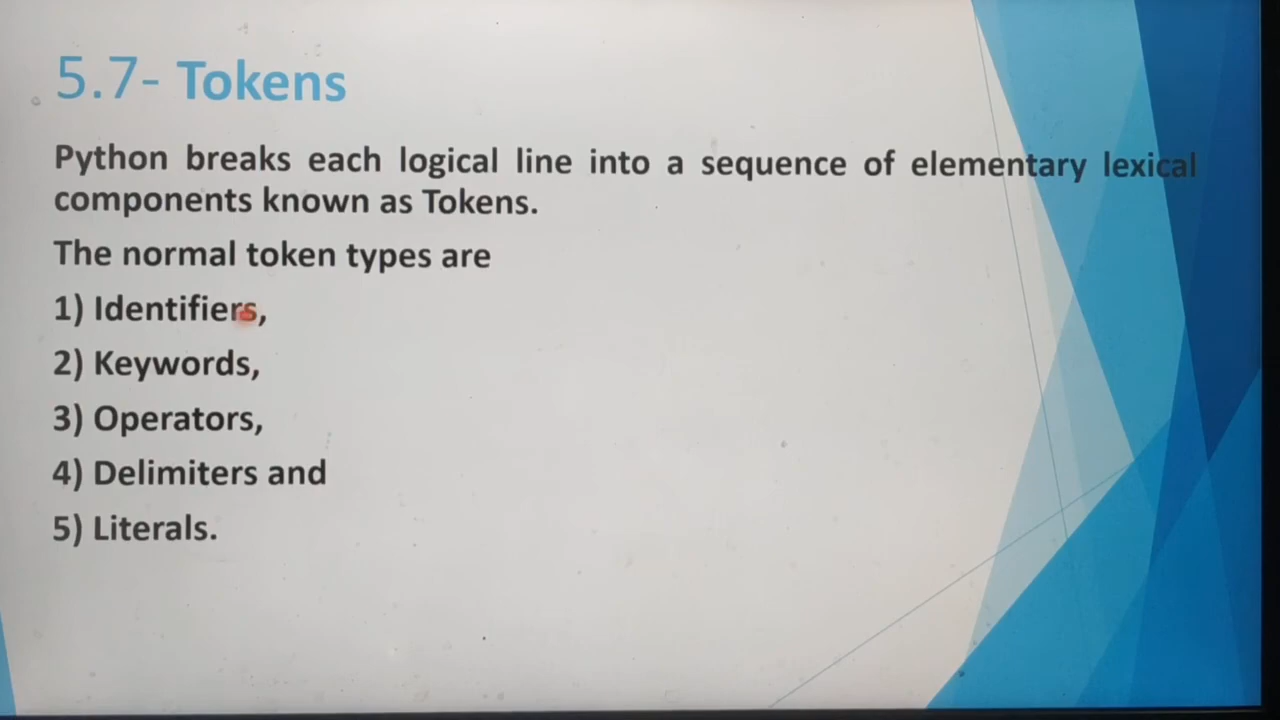 5.7- Tokens
Python breaks each logical line into a sequence of elementary lexical
components known as Tokens.
The normal token types are
1) Identifiers,
2) Keywords,
3) Operators,
4) Delimiters and
5) Literals.